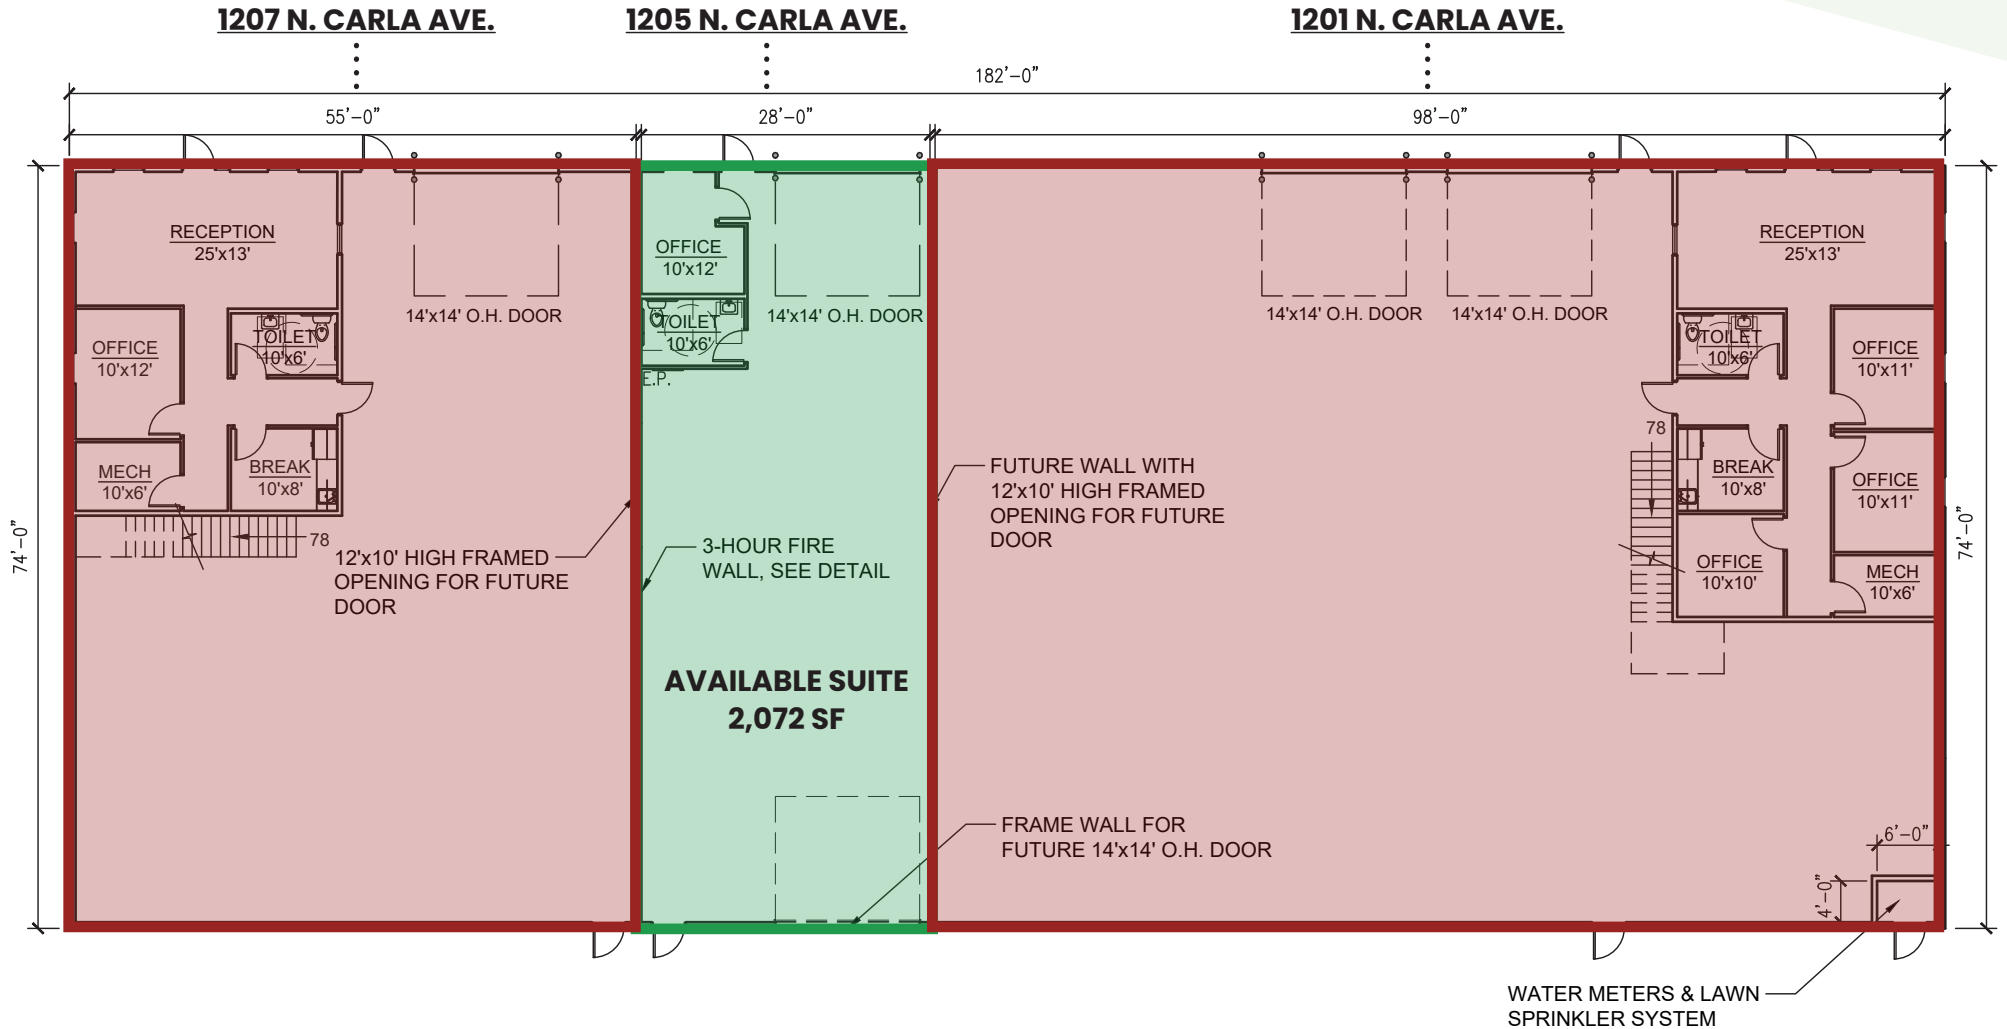 1207 N. CARLA AVE.
1205 N. CARLA AVE.
1201 N. CARLA AVE.
182'-0"
55'-0"
28'-0"
98'-0"
74'-0"
RECEPTION
25'x13'
OFFICE
10'x12'
TOILET
10'x6'
MECH
10'x6'
BREAK
10'x8'
78
14'x14' O.H. DOOR
12'x10' HIGH FRAMED
OPENING FOR FUTURE
DOOR
OFFICE
10'x12'
TOILET
10'x6'
E.P.
14'x14' O.H. DOOR
3-HOUR FIRE
WALL, SEE DETAIL
AVAILABLE SUITE
2,072 SF
FUTURE WALL WITH
12'x10' HIGH FRAMED
OPENING FOR FUTURE
DOOR
FRAME WALL FOR
FUTURE 14'x14' O.H. DOOR
14'x14' O.H. DOOR
14'x14' O.H. DOOR
RECEPTION
25'x13'
TOILET
10'x6'
OFFICE
10'x11'
78
BREAK
10'x8'
OFFICE
10'x11'
OFFICE
10'x10'
MECH
10'x6'
74'-0"
6'-0"
4'-0"
WATER METERS & LAWN
SPRINKLER SYSTEM